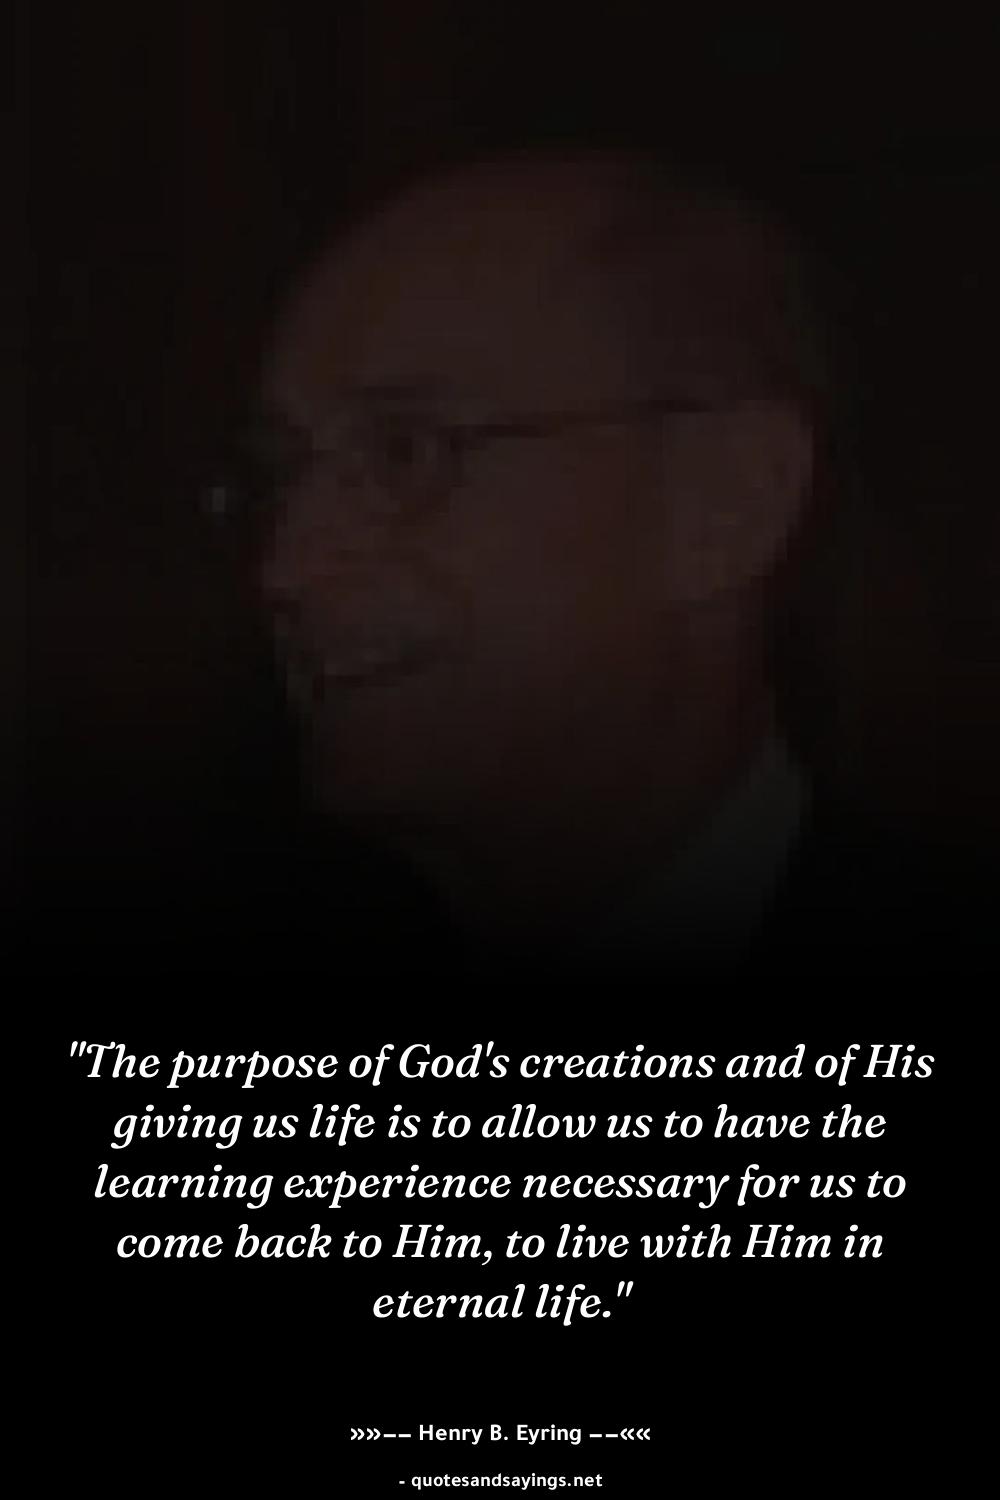 "The purpose of God's creations and of His
giving us life is to allow us to have the
learning experience necessary for us to
come back to Him, to live with Him in
eternal life."
»»−− Henry B. Eyring −−««
- quotesandsayings.net